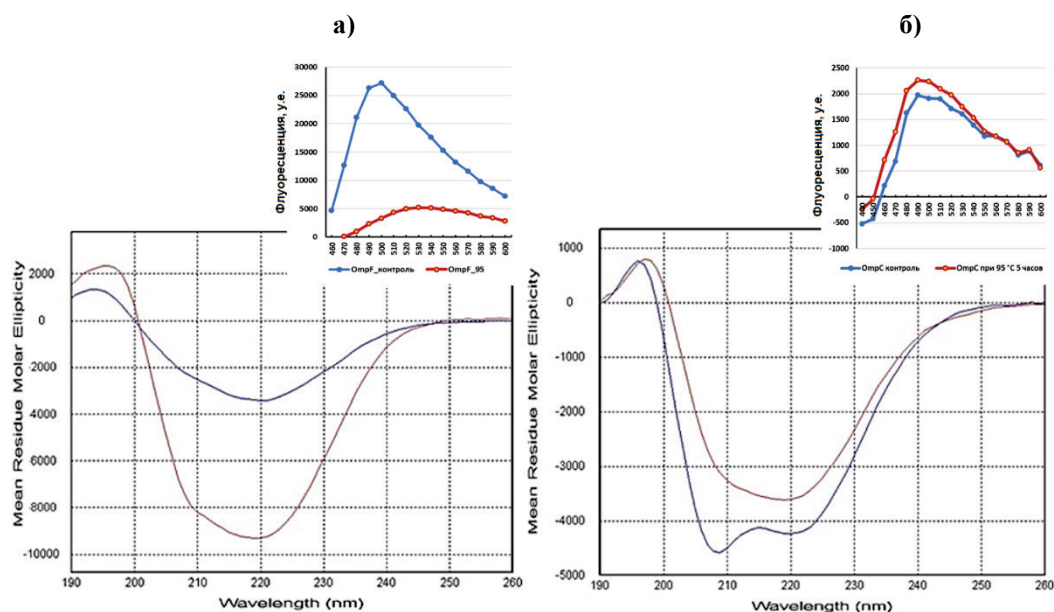 а)
Флуоресценция, у.е.
30000
25000
20000
15000
10000
5000
0
460 470 480 490 500 510 520 530 540 550 560 570 580 590 600
OmpF_контроль OmpF_95
Mean Residue Molar Ellipticity
2000
0
-2000
-4000
-6000
-8000
-10000
190 200 210 220 230 240 250 260
Wavelength (nm)
б)
Флуоресценция, у.е.
2500
2000
1500
1000
500
0
-500
-1000
440 450 460 470 480 490 500 510 520 530 540 550 560 570 580 590 600
OmpC контроль OmpC при 95 °C 5 часов
Mean Residue Molar Ellipticity
1000
0
-1000
-2000
-3000
-4000
-5000
190 200 210 220 230 240 250 260
Wavelength (nm)